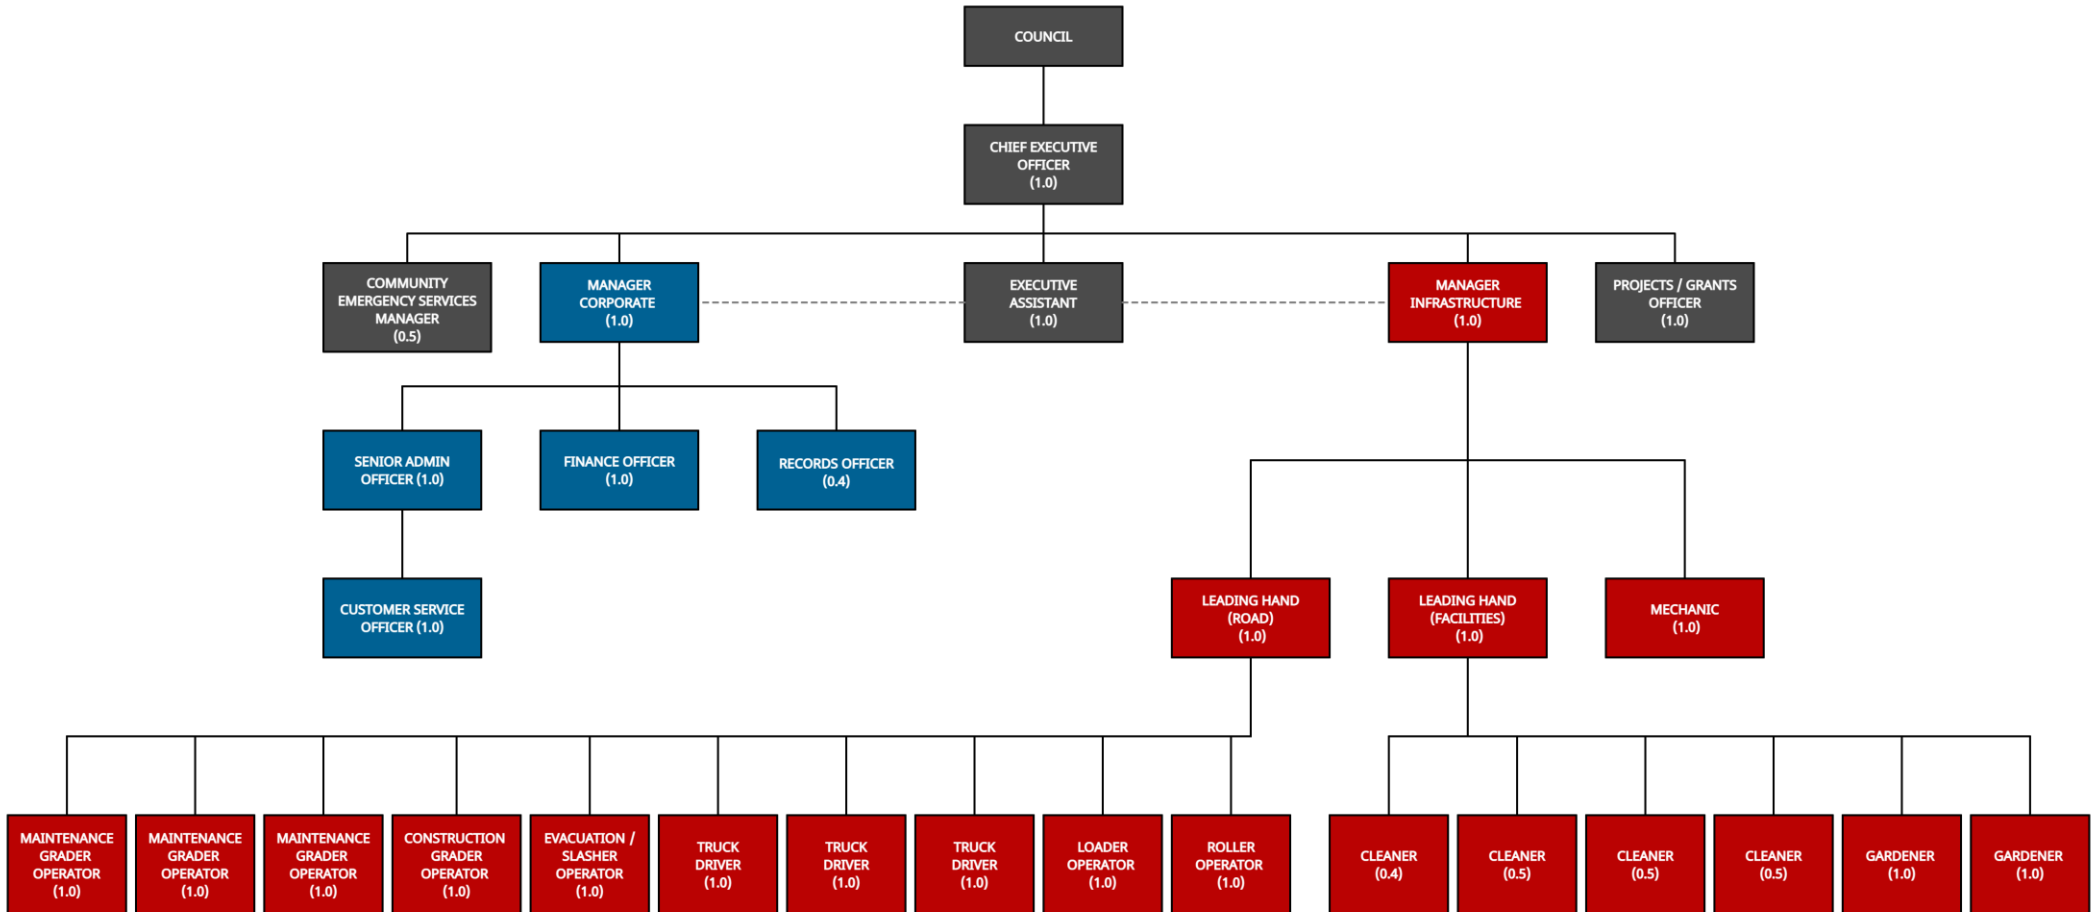 COUNCIL
CHIEF EXECUTIVE
OFFICER
(1.0)
COMMUNITY
EMERGENCY SERVICES
MANAGER
(0.5)
MANAGER
CORPORATE
(1.0)
EXECUTIVE
ASSISTANT
(1.0)
MANAGER
INFRASTRUCTURE
(1.0)
PROJECTS / GRANTS
OFFICER
(1.0)
SENIOR ADMIN
OFFICER (1.0)
FINANCE OFFICER
(1.0)
RECORDS OFFICER
(0.4)
CUSTOMER SERVICE
OFFICER (1.0)
LEADING HAND
(ROAD)
(1.0)
LEADING HAND
(FACILITIES)
(1.0)
MECHANIC
(1.0)
MAINTENANCE
GRADER
OPERATOR
(1.0)
MAINTENANCE
GRADER
OPERATOR
(1.0)
MAINTENANCE
GRADER
OPERATOR
(1.0)
CONSTRUCTION
GRADER
OPERATOR
(1.0)
EVACUATION /
SLASHER
OPERATOR
(1.0)
TRUCK
DRIVER
(1.0)
TRUCK
DRIVER
(1.0)
TRUCK
DRIVER
(1.0)
LOADER
OPERATOR
(1.0)
ROLLER
OPERATOR
(1.0)
CLEANER
(0.4)
CLEANER
(0.5)
CLEANER
(0.5)
CLEANER
(0.5)
GARDENER
(1.0)
GARDENER
(1.0)